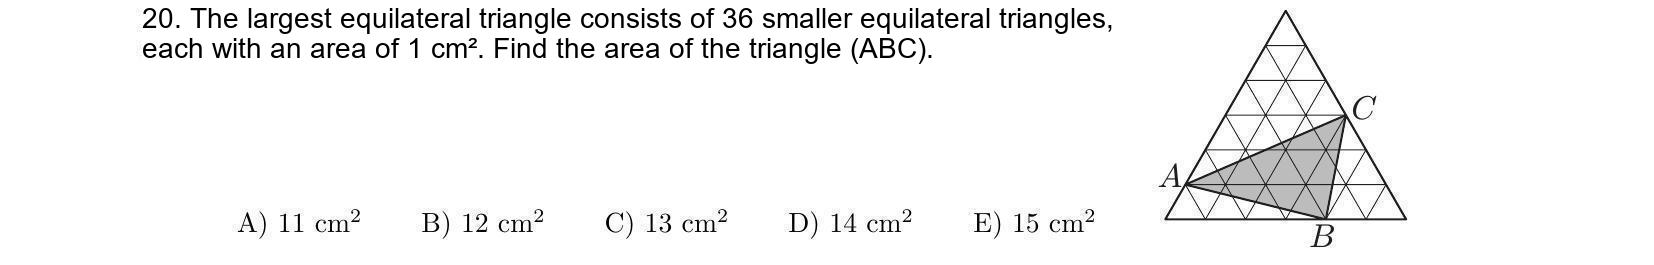 20. The largest equilateral triangle consists of 36 smaller equilateral triangles,
each with an area of 1 cm². Find the area of the triangle (ABC).
C
A
A) 11 cm² B) 12 cm² C) 13 cm² D) 14 cm² E) 15 cm²
B